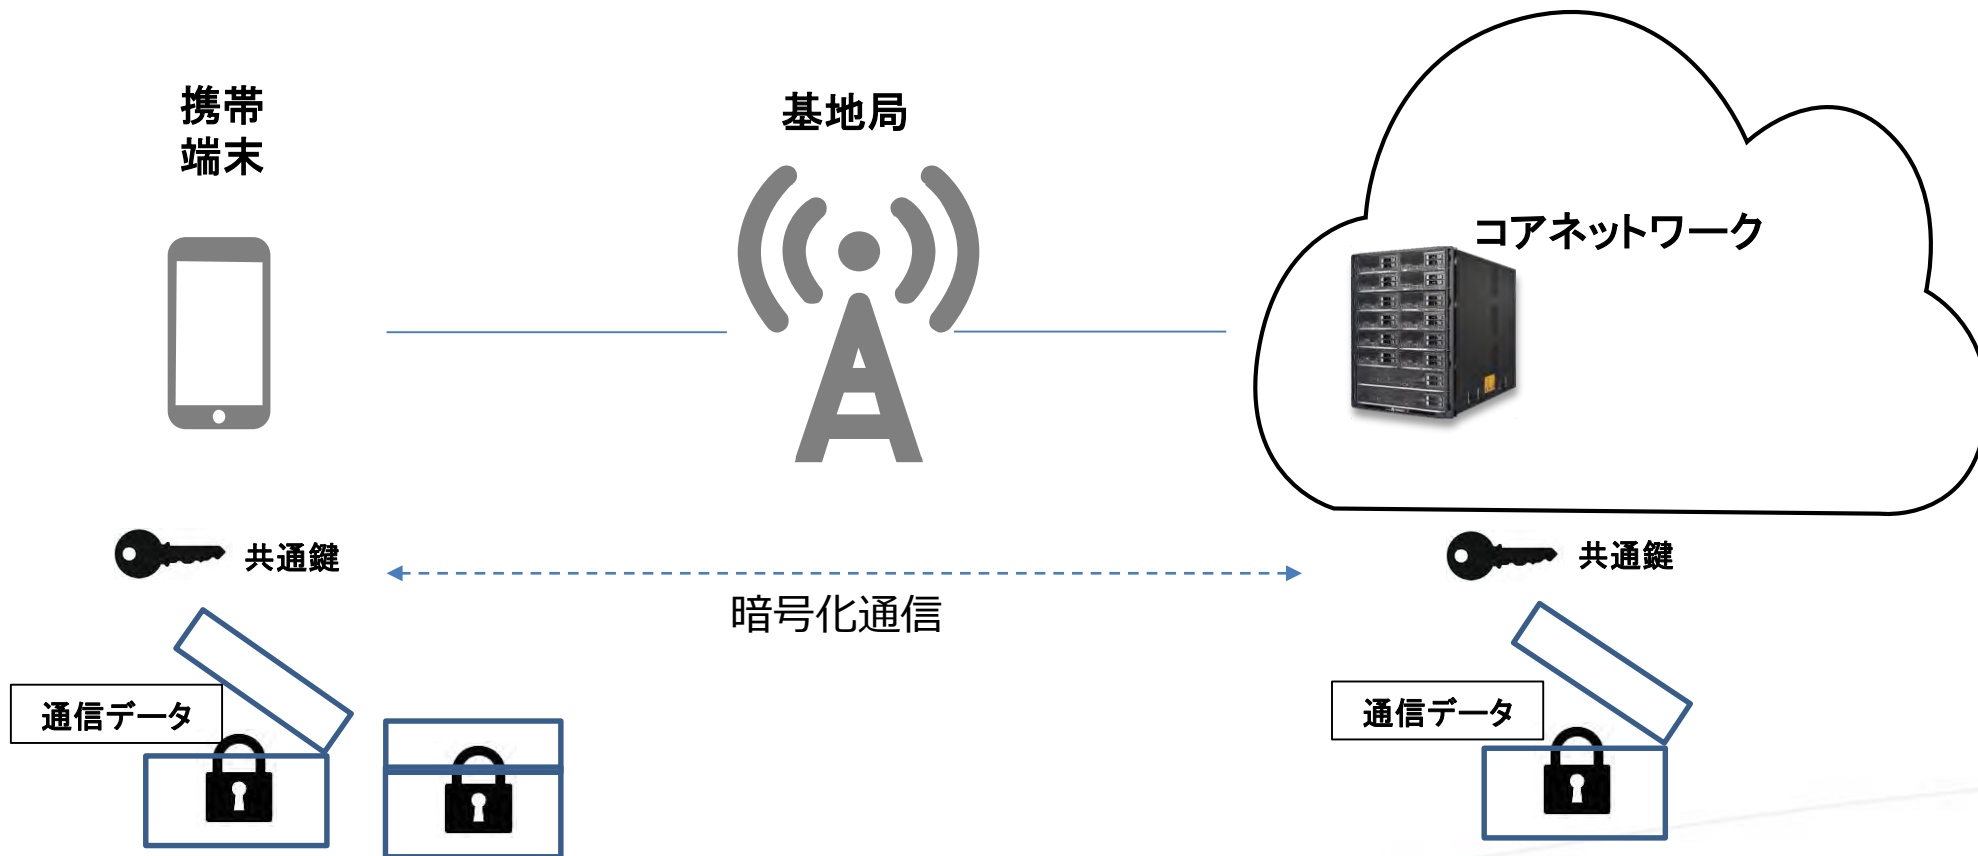 携帯
端末
基地局
コアネットワーク
共通鍵
共通鍵
暗号化通信
通信データ
通信データ